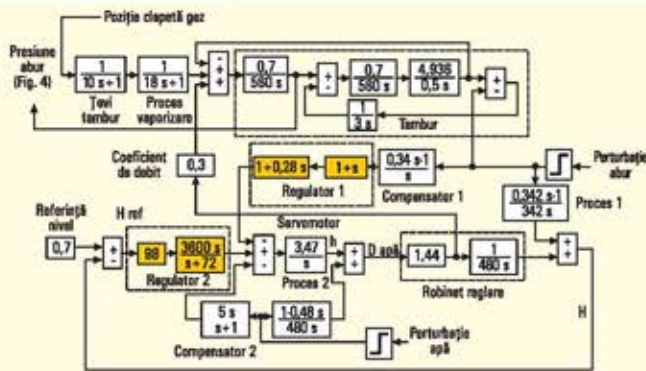 Poziție clapetă gaz
Presiune
abur
(Fig. 4)
1
10 s+1
Țevi
tambur
1
18 s+1
Proces
vaporizare
-
+
+
0,7
560 s
+
-
0,7
560 s
4,936
0,5 s
+
-
1
3 s
Tambur
Coeficient
de debit
0,3
1+0,28 s
1+s
Regulator 1
0,34 s-1
s
Compensator 1
Perturbație
abur
0,342 s-1
342 s
Proces 1
Referință
nivel
0,7
H ref
+
-
98
3600 s
s+72
Regulator 2
Servomotor
3,47
s
h
Proces 2
+
+
D apă
1,44
1
480 s
Robinet reglare
+
+
H
5 s
s+1
Compensator 2
1-0,48 s
480 s
Perturbație
apă